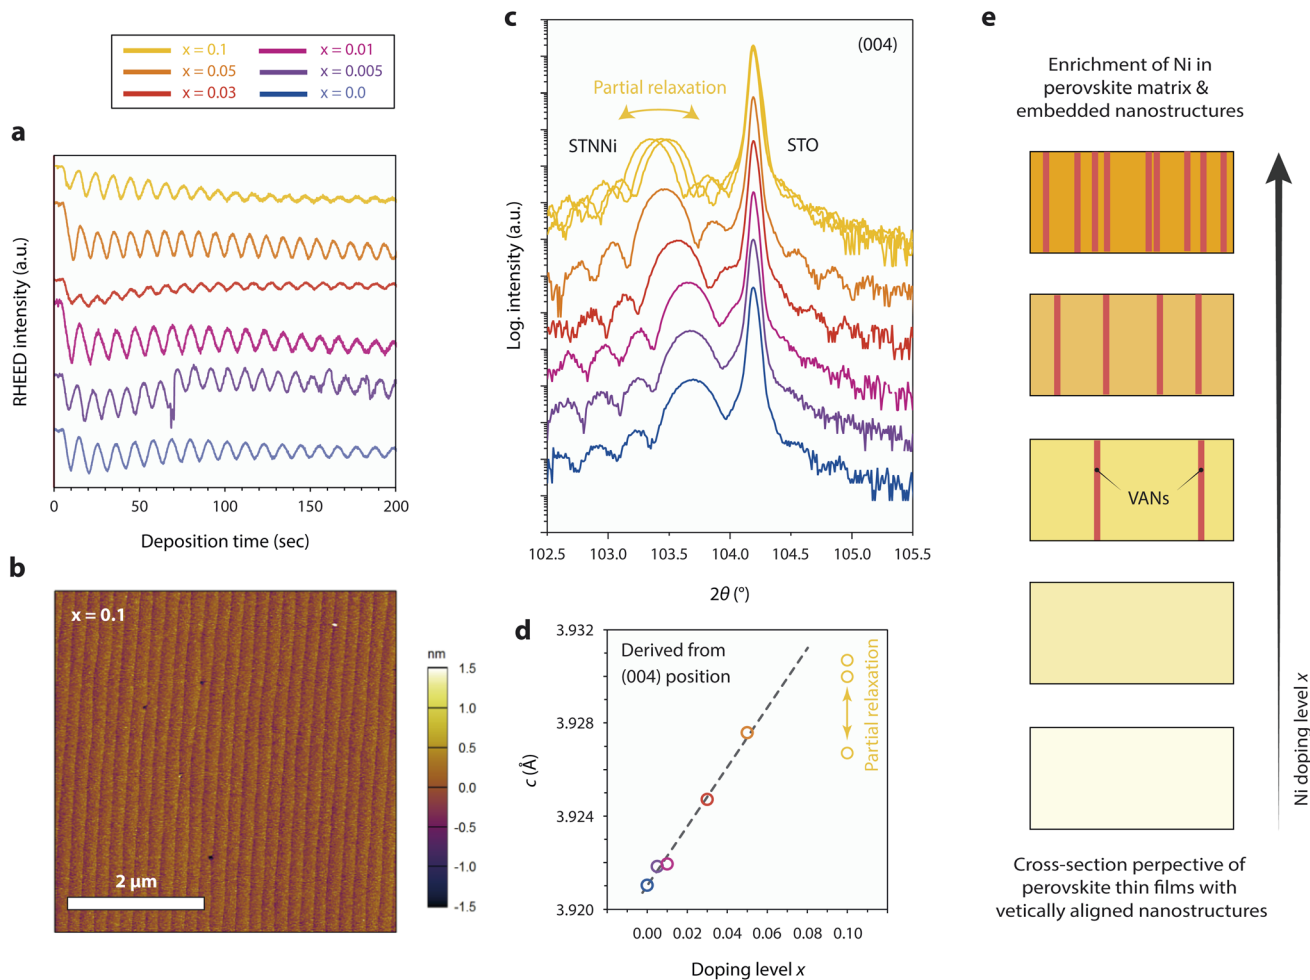 x = 0.1
x = 0.05
x = 0.03
x = 0.01
x = 0.005
x = 0.0
a
RHEED intensity (a.u.)
0
50
100
150
200
Deposition time (sec)
b
x = 0.1
2 μm
nm
1.5
1.0
0.5
0.0
-0.5
-1.0
-1.5
c
(004)
Partial relaxation
STNNi
STO
Log. intensity (a.u.)
102.5
103.0
103.5
104.0
104.5
105.0
105.5
2θ (°)
d
Derived from
(004) position
Partial relaxation
c (Å)
3.932
3.928
3.924
3.920
0.00
0.02
0.04
0.06
0.08
0.10
Doping level x
e
Enrichment of Ni in
perovskite matrix &
embedded nanostructures
VANs
Ni doping level x
Cross-section perpective of
perovskite thin films with
vetically aligned nanostructures